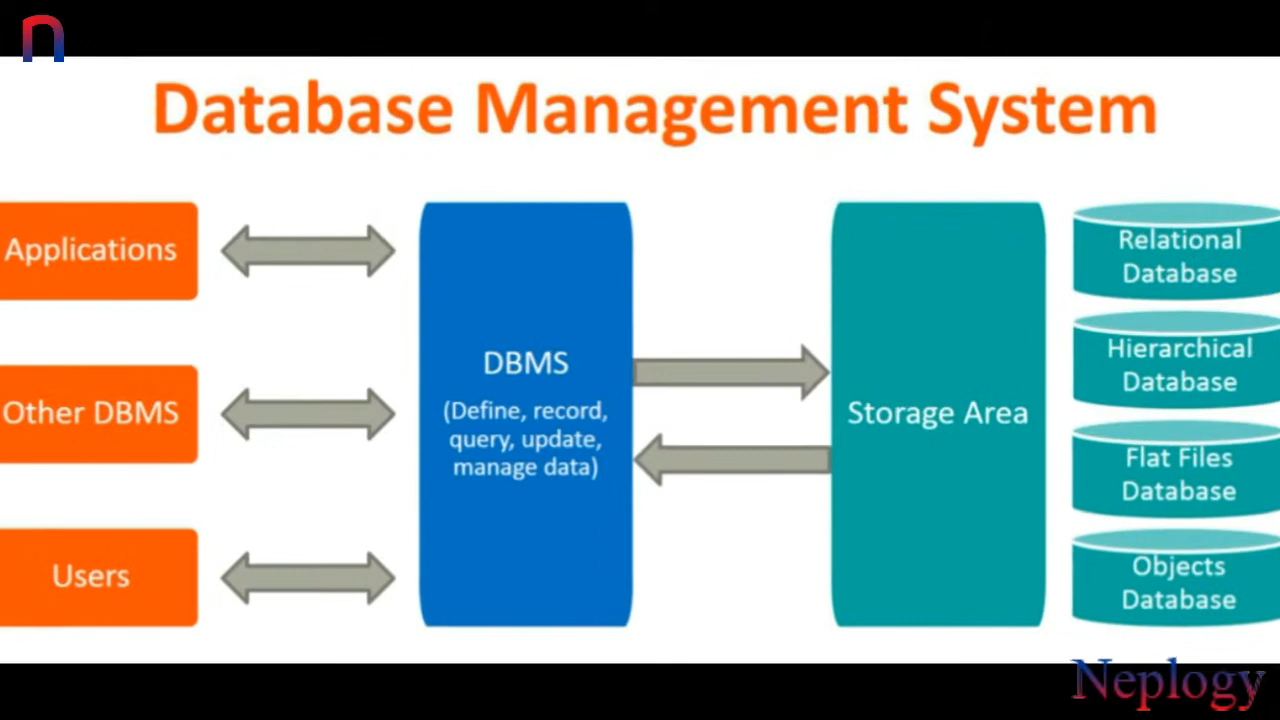 Database Management System
Applications
Other DBMS
Users
DBMS
(Define, record,
query, update,
manage data)
Storage Area
Relational
Database
Hierarchical
Database
Flat Files
Database
Objects
Database
Neplogy